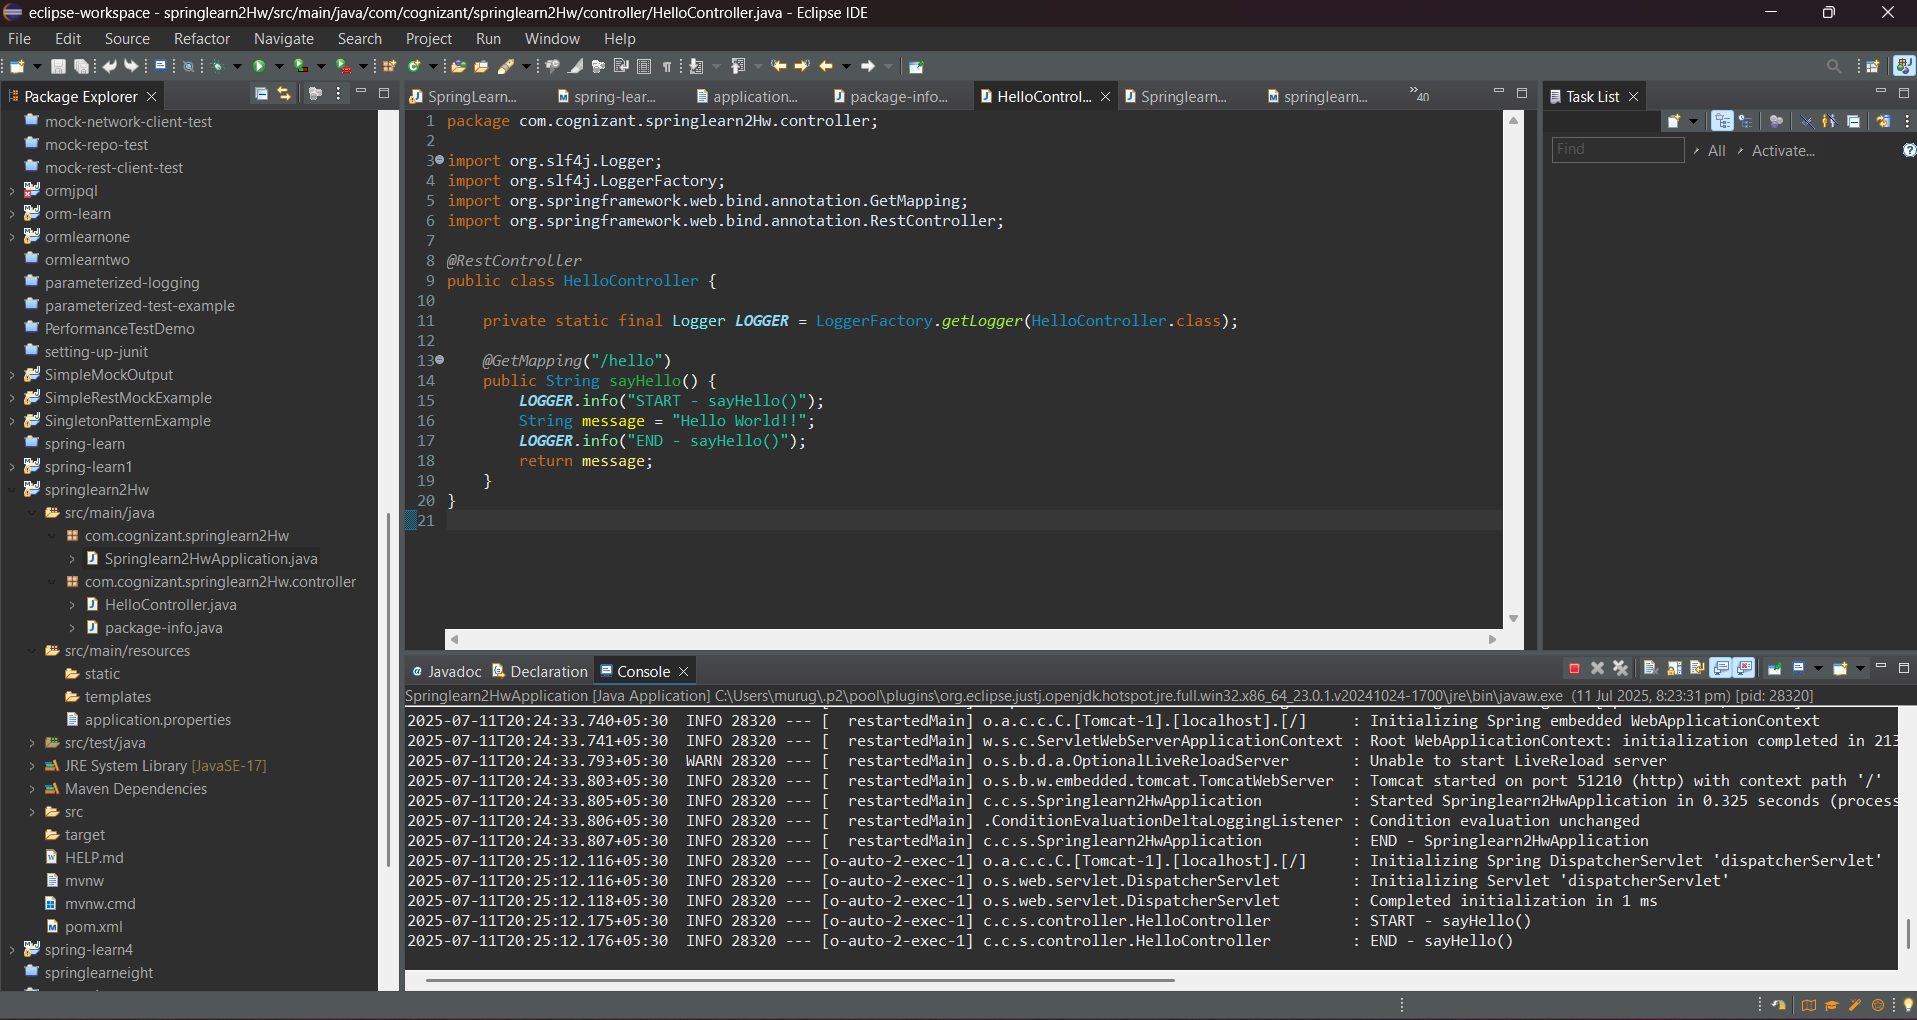 eclipse-workspace - springlearn2Hw/src/main/java/com/cognizant/springlearn2Hw/controller/HelloController.java - Eclipse IDE
File Edit Source Refactor Navigate Search Project Run Window Help
Package Explorer
mock-network-client-test
mock-repo-test
mock-rest-client-test
ormjpql
orm-learn
ormlearnone
ormlearntwo
parameterized-logging
parameterized-test-example
PerformanceTestDemo
setting-up-junit
SimpleMockOutput
SimpleRestMockExample
SingletonPatternExample
spring-learn
spring-learn1
springlearn2Hw
src/main/java
com.cognizant.springlearn2Hw
Springlearn2HwApplication.java
com.cognizant.springlearn2Hw.controller
HelloController.java
package-info.java
src/main/resources
static
templates
application.properties
src/test/java
JRE System Library [JavaSE-17]
Maven Dependencies
src
target
HELP.md
mvnw
mvnw.cmd
pom.xml
spring-learn4
springlearneight
SpringLearn... spring-lear... application... package-info... HelloControl... Springlearn... springlearn... 40
1 package com.cognizant.springlearn2Hw.controller;
2
3 import org.slf4j.Logger;
4 import org.slf4j.LoggerFactory;
5 import org.springframework.web.bind.annotation.GetMapping;
6 import org.springframework.web.bind.annotation.RestController;
7
8 @RestController
9 public class HelloController {
10
11 private static final Logger LOGGER = LoggerFactory.getLogger(HelloController.class);
12
13 @GetMapping("/hello")
14 public String sayHello() {
15 LOGGER.info("START - sayHello()");
16 String message = "Hello World!!";
17 LOGGER.info("END - sayHello()");
18 return message;
19 }
20 }
21
Task List
Find All Activate...
Javadoc Declaration Console
Springlearn2HwApplication [Java Application] C:\Users\murug\.p2\pool\plugins\org.eclipse.justj.openjdk.hotspot.jre.full.win32.x86_64_23.0.1.v20241024-1700\jre\bin\javaw.exe (11 Jul 2025, 8:23:31 pm) [pid: 28320]
2025-07-11T20:24:33.740+05:30 INFO 28320 --- [ restartedMain] o.a.c.c.C.[Tomcat-1].[localhost].[/] : Initializing Spring embedded WebApplicationContext
2025-07-11T20:24:33.741+05:30 INFO 28320 --- [ restartedMain] w.s.c.ServletWebServerApplicationContext : Root WebApplicationContext: initialization completed in 213
2025-07-11T20:24:33.793+05:30 WARN 28320 --- [ restartedMain] o.s.b.d.a.OptionalLiveReloadServer : Unable to start LiveReload server
2025-07-11T20:24:33.803+05:30 INFO 28320 --- [ restartedMain] o.s.b.w.embedded.tomcat.TomcatWebServer : Tomcat started on port 51210 (http) with context path '/'
2025-07-11T20:24:33.805+05:30 INFO 28320 --- [ restartedMain] c.c.s.Springlearn2HwApplication : Started Springlearn2HwApplication in 0.325 seconds (process
2025-07-11T20:24:33.806+05:30 INFO 28320 --- [ restartedMain] .ConditionEvaluationDeltaLoggingListener : Condition evaluation unchanged
2025-07-11T20:24:33.807+05:30 INFO 28320 --- [ restartedMain] c.c.s.Springlearn2HwApplication : END - Springlearn2HwApplication
2025-07-11T20:25:12.116+05:30 INFO 28320 --- [o-auto-2-exec-1] o.a.c.c.C.[Tomcat-1].[localhost].[/] : Initializing Spring DispatcherServlet 'dispatcherServlet'
2025-07-11T20:25:12.116+05:30 INFO 28320 --- [o-auto-2-exec-1] o.s.web.servlet.DispatcherServlet : Initializing Servlet 'dispatcherServlet'
2025-07-11T20:25:12.118+05:30 INFO 28320 --- [o-auto-2-exec-1] o.s.web.servlet.DispatcherServlet : Completed initialization in 1 ms
2025-07-11T20:25:12.175+05:30 INFO 28320 --- [o-auto-2-exec-1] c.c.s.controller.HelloController : START - sayHello()
2025-07-11T20:25:12.176+05:30 INFO 28320 --- [o-auto-2-exec-1] c.c.s.controller.HelloController : END - sayHello()